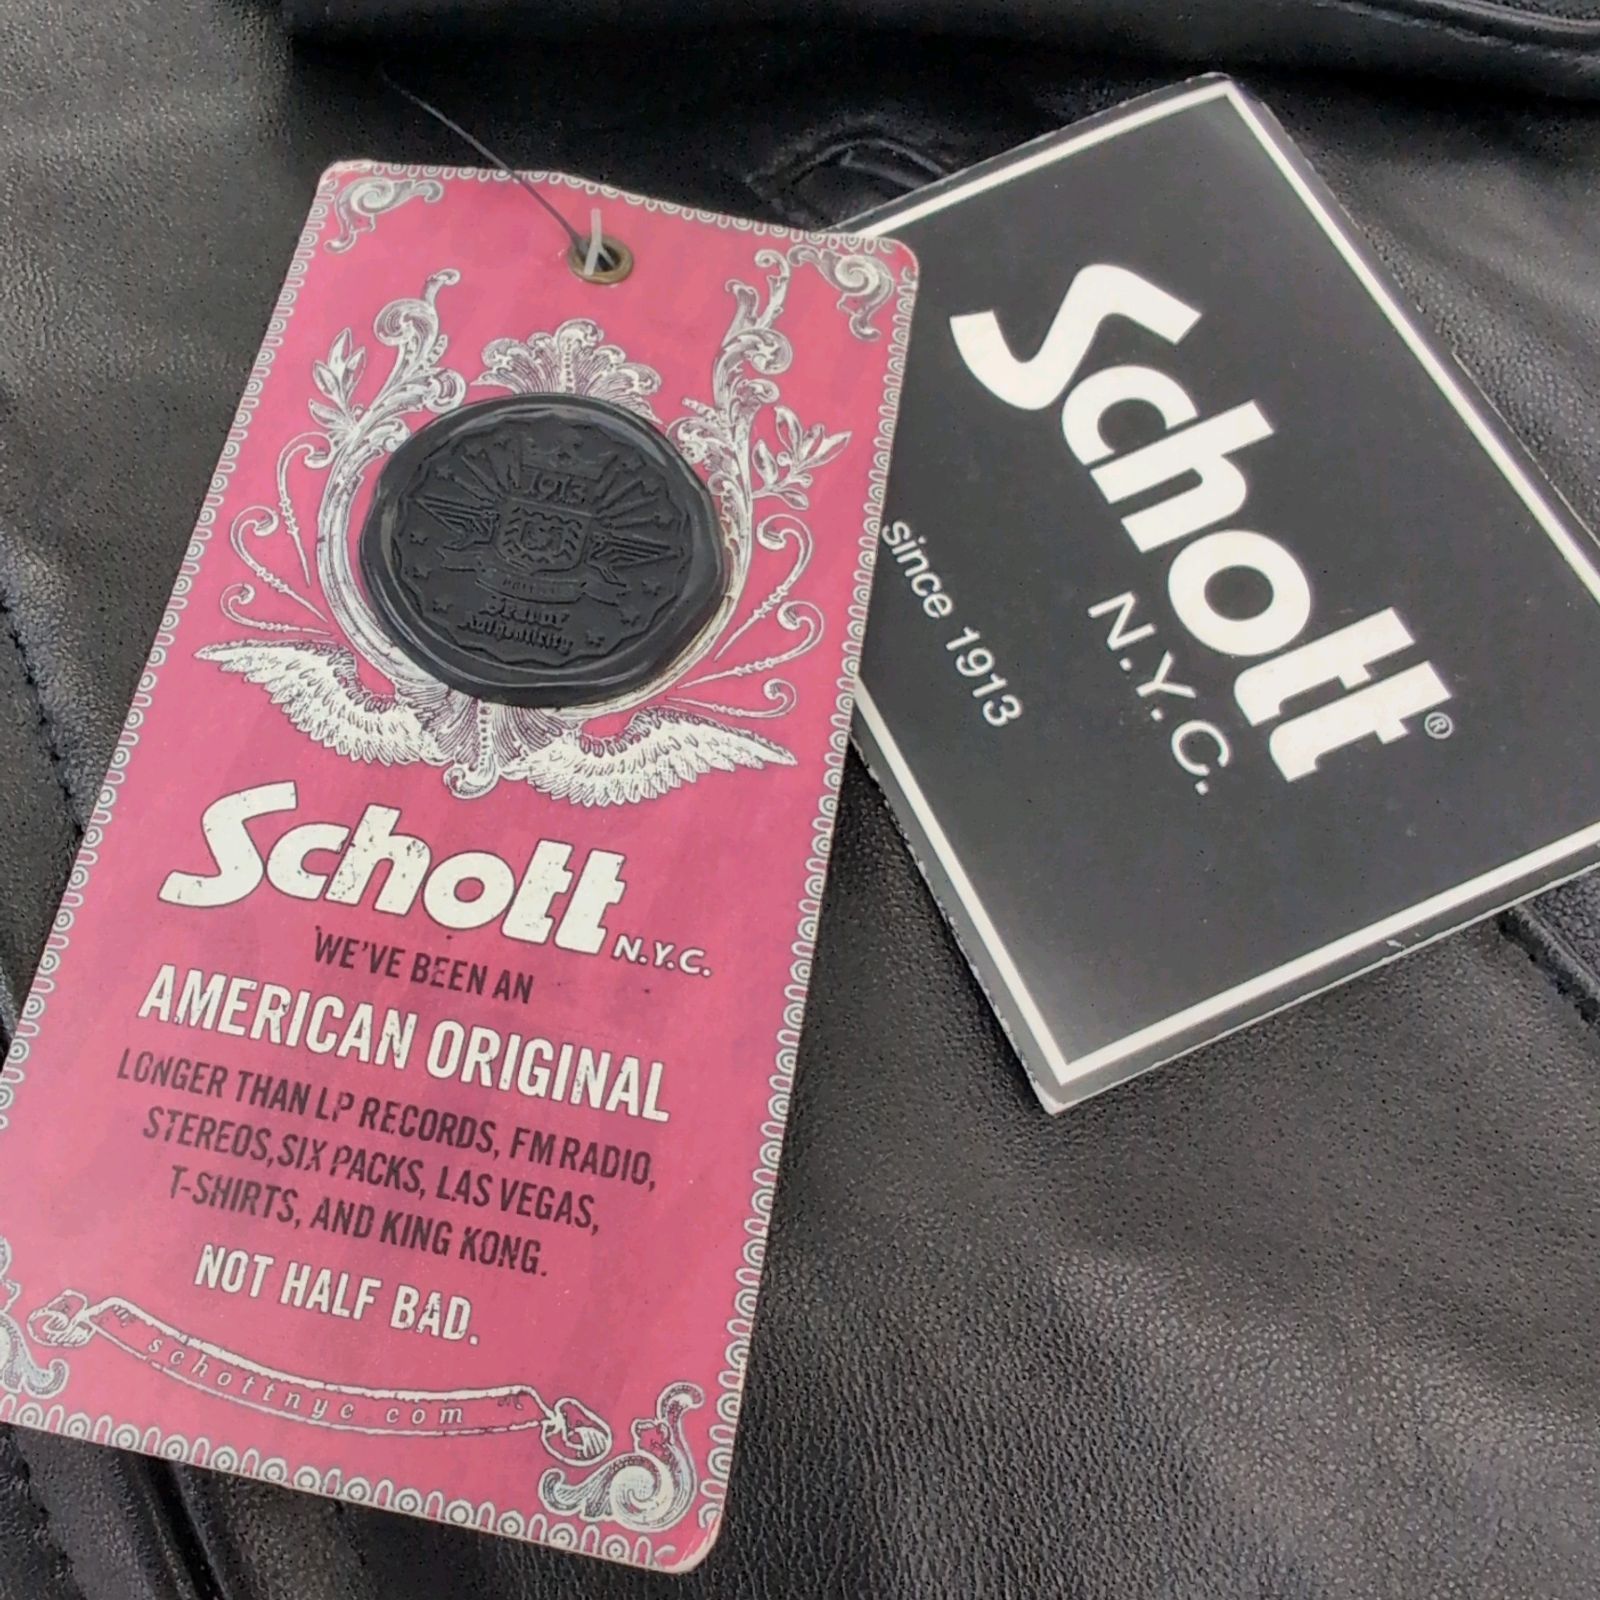 1913
Schott N.Y.C.
WE'VE BEEN AN
AMERICAN ORIGINAL
LONGER THAN LP RECORDS, FM RADIO,
STEREOS, SIX PACKS, LAS VEGAS,
T-SHIRTS, AND KING KONG.
NOT HALF BAD.
schottnyc.com
Schott®
N.Y.C.
since 1913